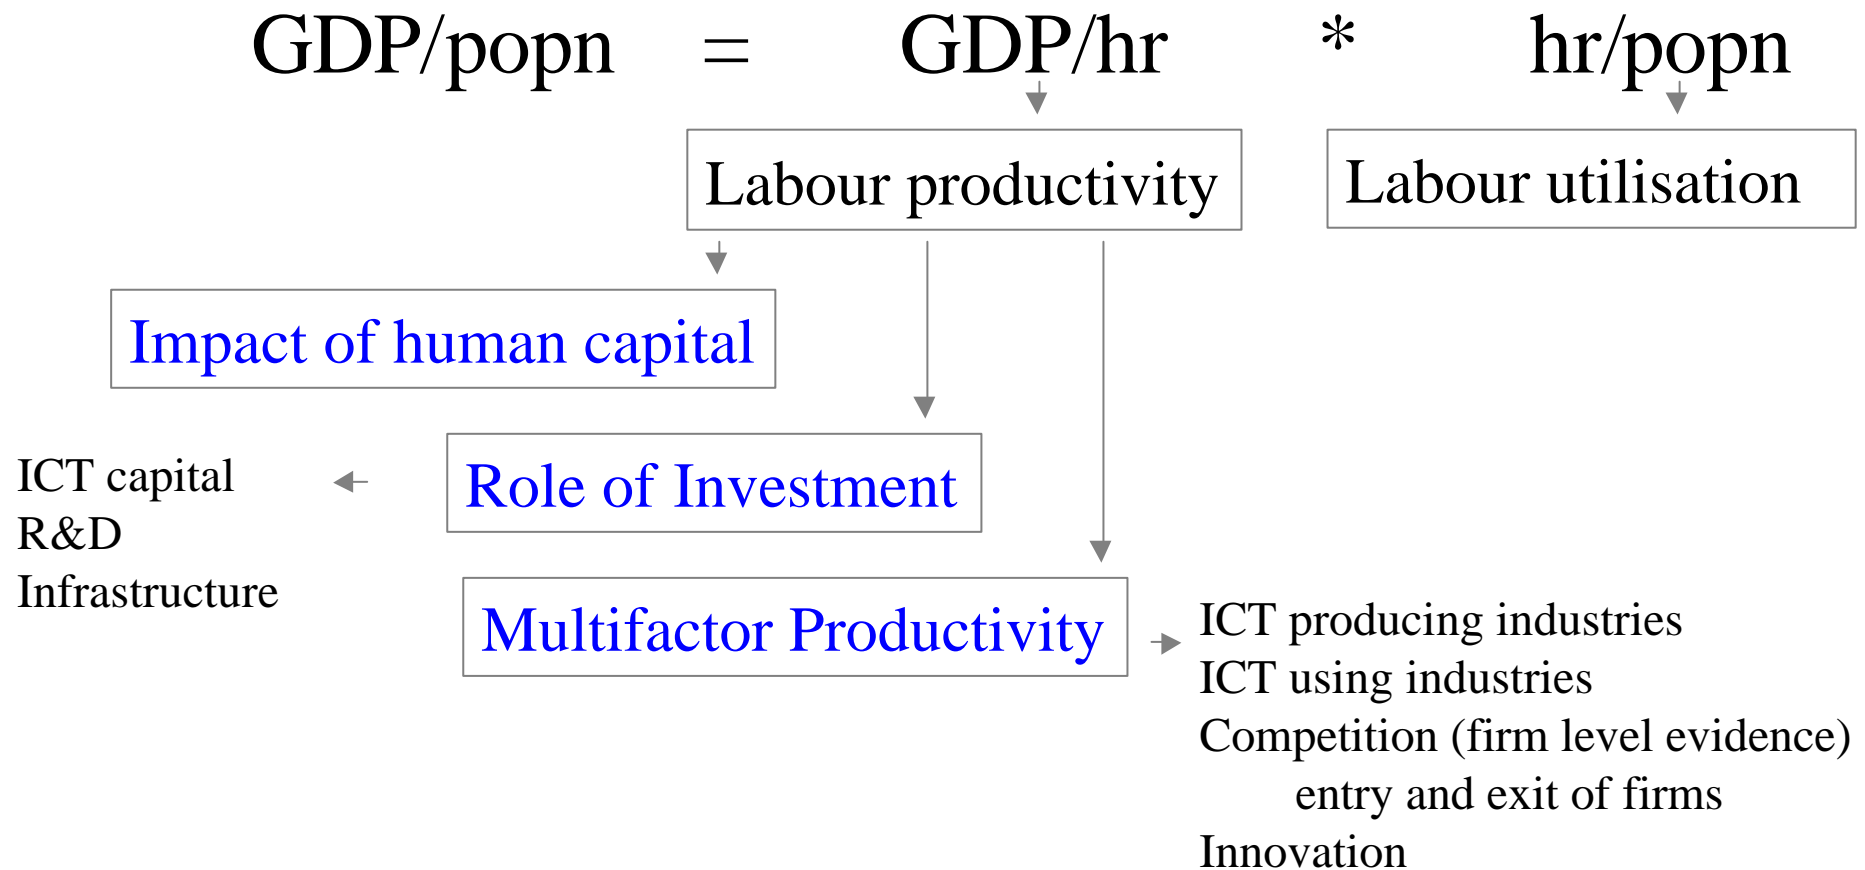 GDP/popn = GDP/hr * hr/popn
Labour productivity
Labour utilisation
Impact of human capital
Role of Investment
ICT capital
R&D
Infrastructure
Multifactor Productivity
ICT producing industries
ICT using industries
Competition (firm level evidence)
entry and exit of firms
Innovation